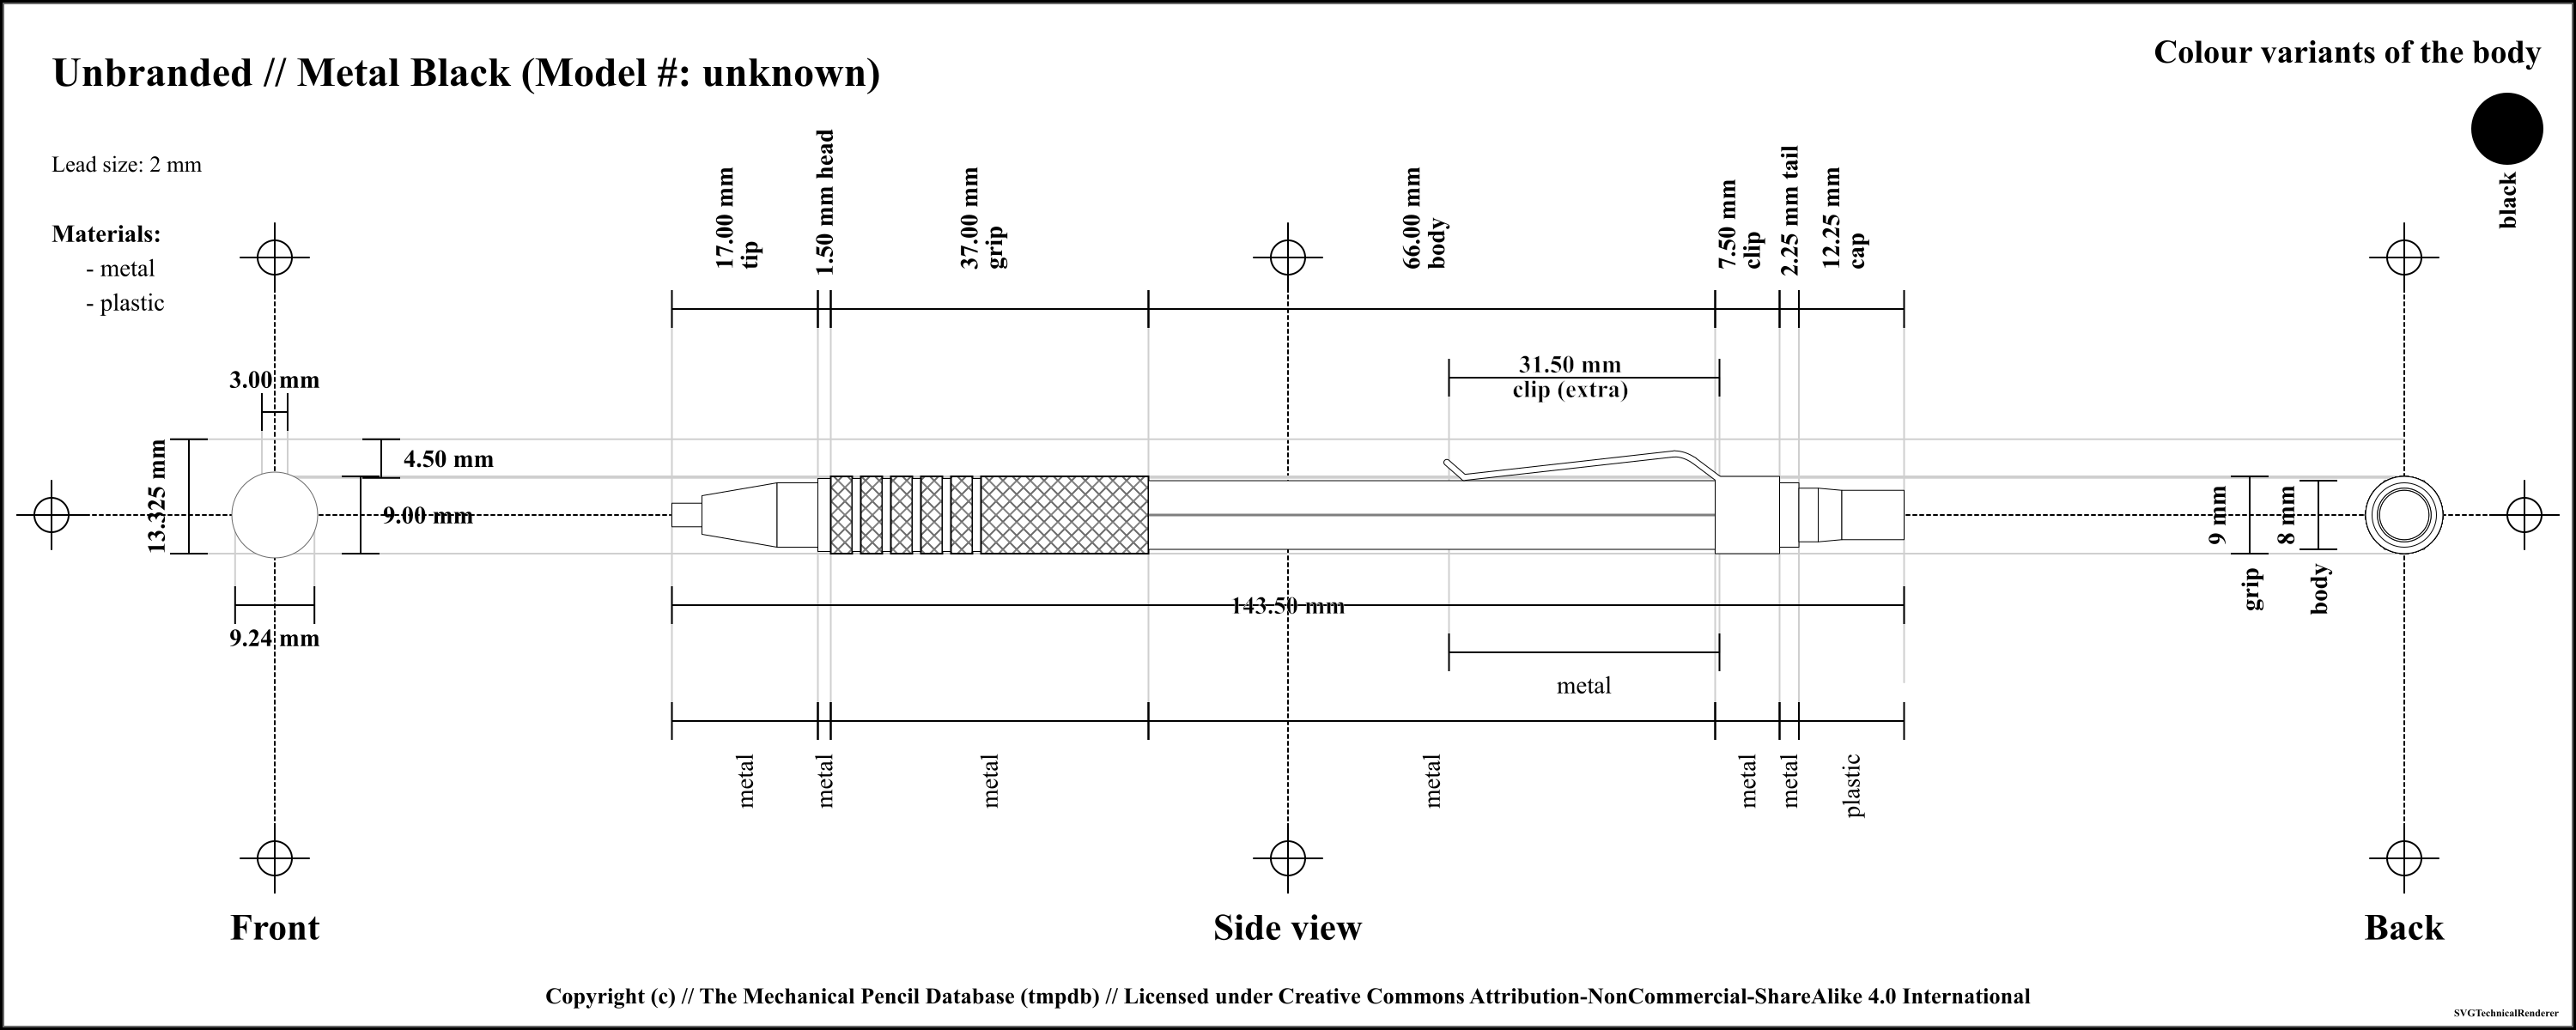 Unbranded // Metal Black (Model #: unknown)
Colour variants of the body
black
Lead size: 2 mm
Materials:
- metal
- plastic
17.00 mm
tip
1.50 mm head
37.00 mm
grip
66.00 mm
body
7.50 mm
clip
2.25 mm tail
12.25 mm
cap
31.50 mm
clip (extra)
3.00 mm
13.325 mm
4.50 mm
9.00 mm
9.24 mm
143.50 mm
9 mm
grip
8 mm
body
metal
metal
metal
metal
metal
metal
metal
plastic
Front
Side view
Back
Copyright (c) // The Mechanical Pencil Database (tmpdb) // Licensed under Creative Commons Attribution-NonCommercial-ShareAlike 4.0 International
SVGTechnicalRenderer